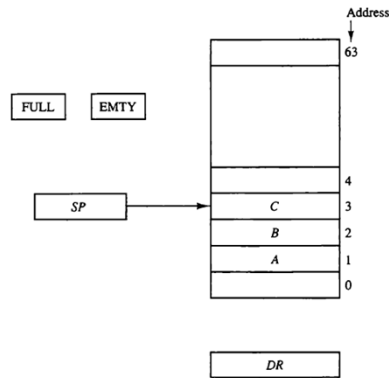 Address
63
FULL EMTY
4
SP C 3
B 2
A 1
0
DR